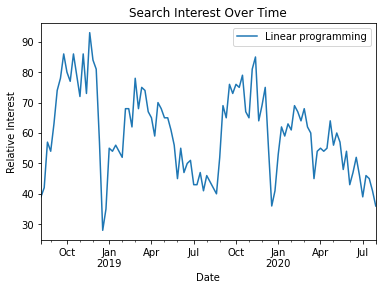 Search Interest Over Time
Linear programming
Relative Interest
90
80
70
60
50
40
30
Oct
Jan
2019
Apr
Jul
Oct
Jan
2020
Apr
Jul
Date